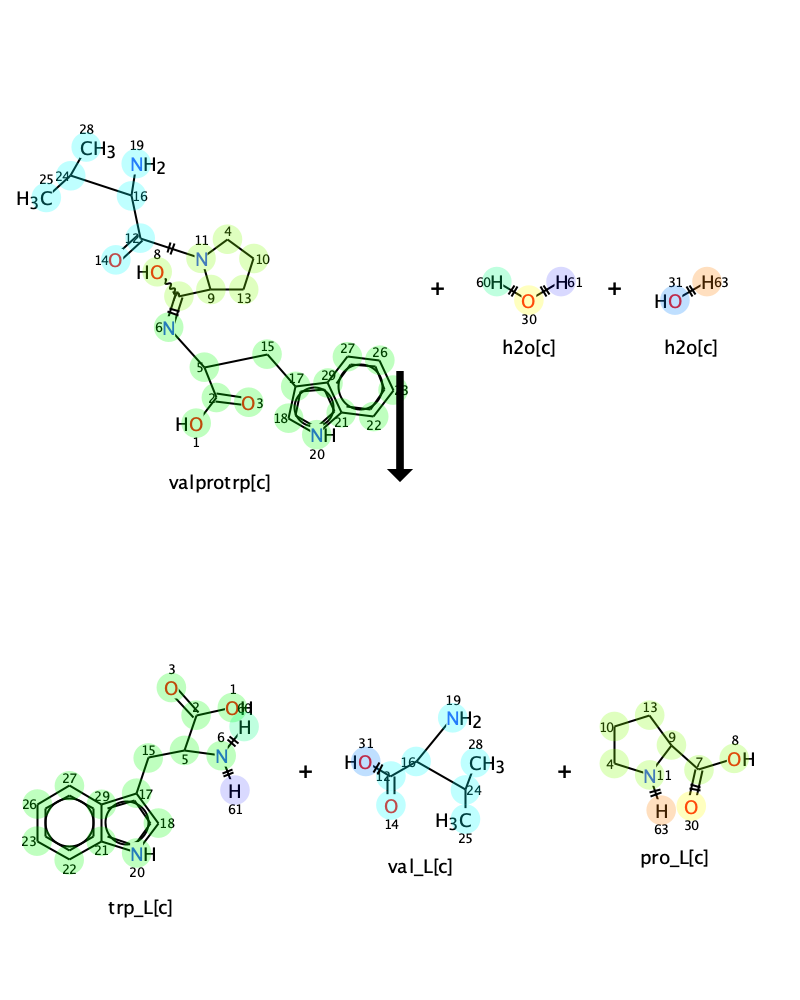 28
CH3
19
NH2
25
24
H3C
16
12
14
O
8
HO
11
N
4
10
9
13
6
N
5
15
27
26
29
17
28
2
O
3
18
21
22
HO
1
NH
20
valprotrp[c]
+
60
H
H
61
O
30
h2o[c]
+
31
HO
H
63
h2o[c]
3
O
1
2
OH
60
H
6
N
5
15
H
61
27
29
17
26
18
23
21
NH
20
22
trp_L[c]
+
19
NH2
31
HO
16
12
28
CH3
24
O
14
H3C
25
val_L[c]
+
13
10
9
8
OH
4
7
N
11
H
63
O
30
pro_L[c]